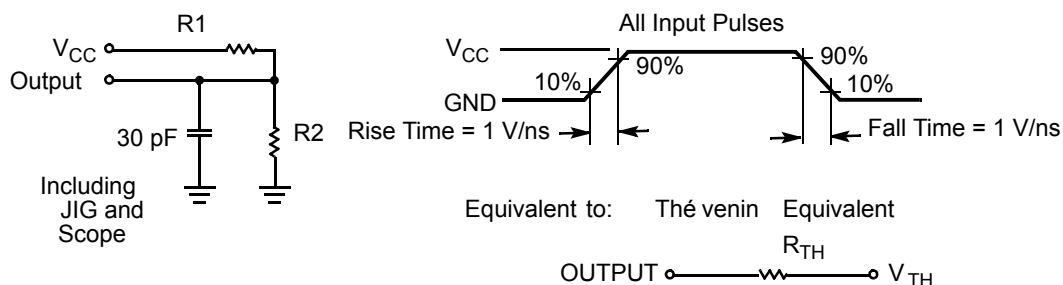 R1
VCC
Output
30 pF
R2
Including
JIG and
Scope
All Input Pulses
VCC
90%
90%
10%
10%
GND
Rise Time = 1 V/ns
Fall Time = 1 V/ns
Equivalent to: Thé venin Equivalent
RTH
OUTPUT
VTH